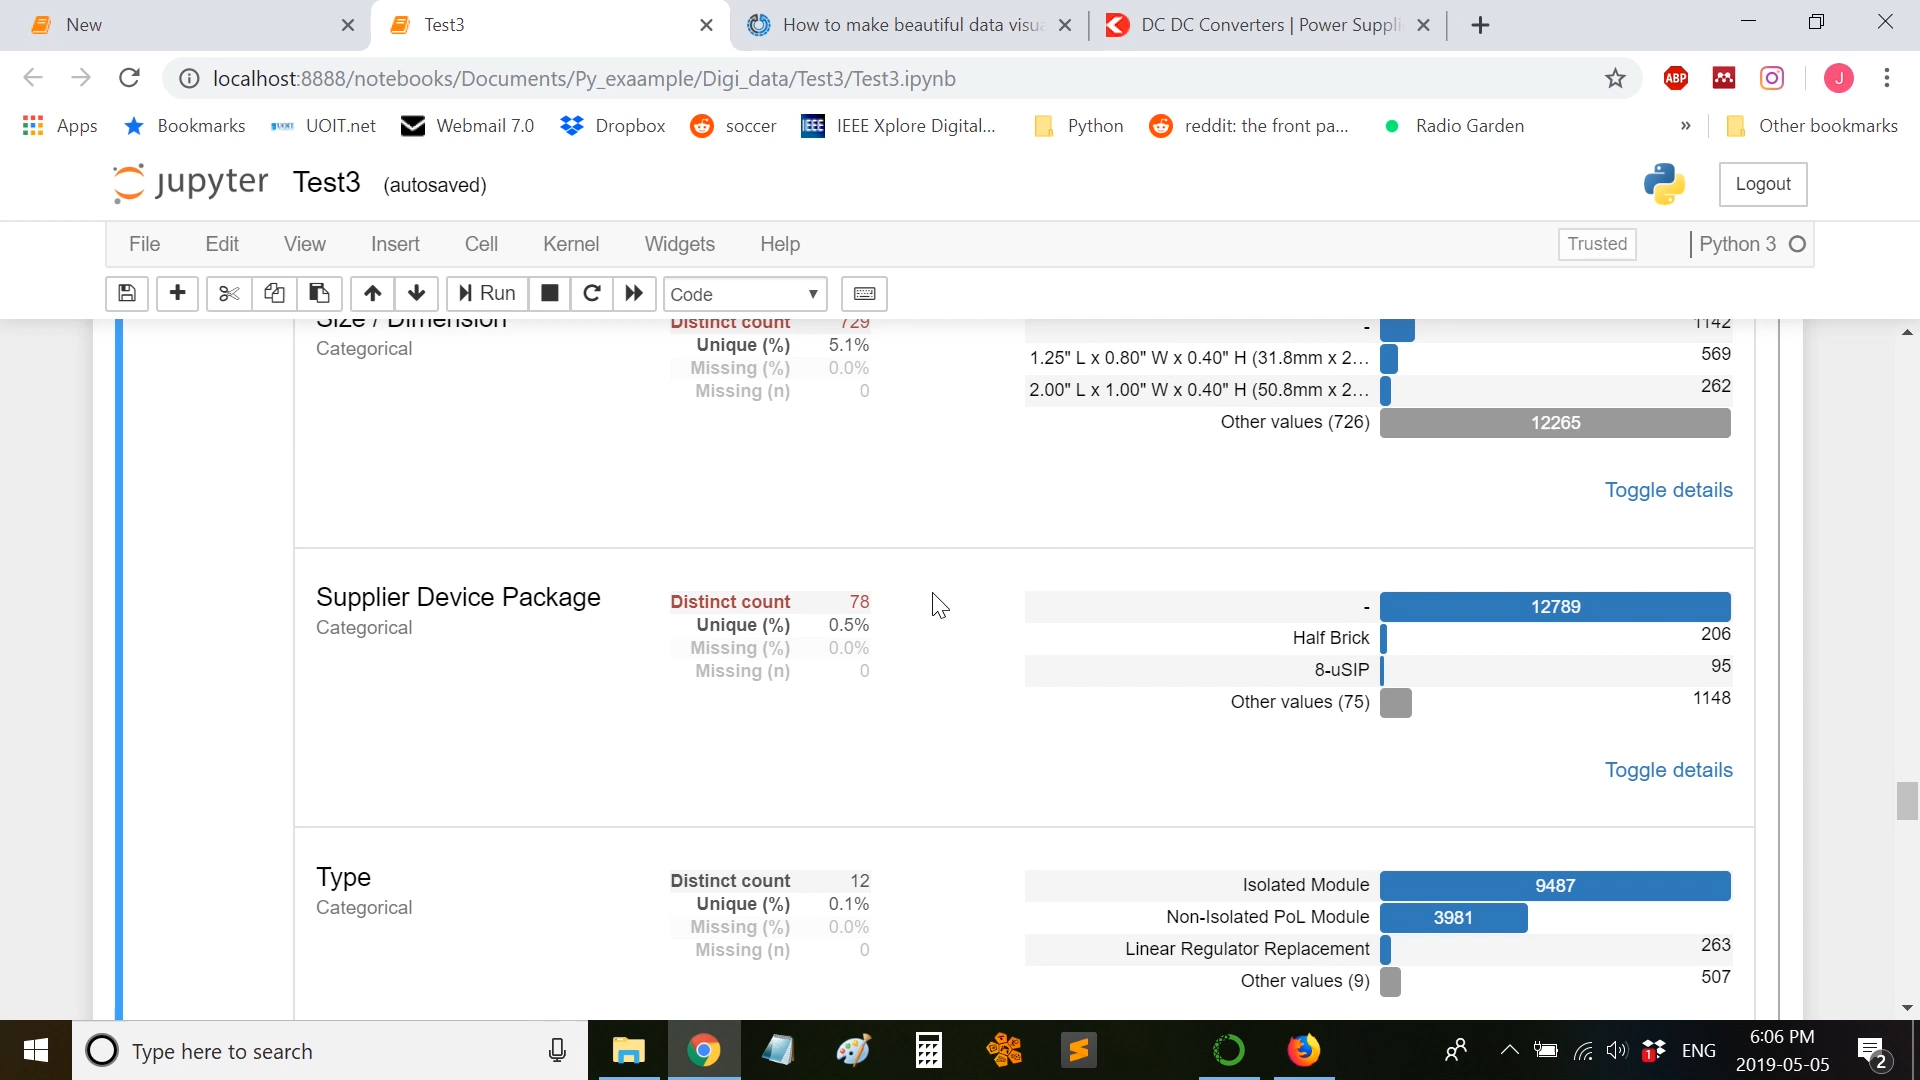 New
Test3
How to make beautiful data visu
DC DC Converters | Power Suppli
localhost:8888/notebooks/Documents/Py_exaample/Digi_data/Test3/Test3.ipynb
ABP
J
Apps
Bookmarks
UOIT.net
Webmail 7.0
Dropbox
soccer
IEEE
IEEE Xplore Digital...
Python
reddit: the front pa...
Radio Garden
»
Other bookmarks
jupyter
Test3
(autosaved)
Logout
File
Edit
View
Insert
Cell
Kernel
Widgets
Help
Trusted
Python 3
Run
Code
Size / Dimension
Categorical
Distinct count 729
Unique (%) 5.1%
Missing (%) 0.0%
Missing (n) 0
- 1142
1.25" L x 0.80" W x 0.40" H (31.8mm x 2... 569
2.00" L x 1.00" W x 0.40" H (50.8mm x 2... 262
Other values (726) 12265
Toggle details
Supplier Device Package
Categorical
Distinct count 78
Unique (%) 0.5%
Missing (%) 0.0%
Missing (n) 0
- 12789
Half Brick 206
8-uSIP 95
Other values (75) 1148
Toggle details
Type
Categorical
Distinct count 12
Unique (%) 0.1%
Missing (%) 0.0%
Missing (n) 0
Isolated Module 9487
Non-Isolated PoL Module 3981
Linear Regulator Replacement 263
Other values (9) 507
Type here to search
1
ENG
6:06 PM
2019-05-05
2